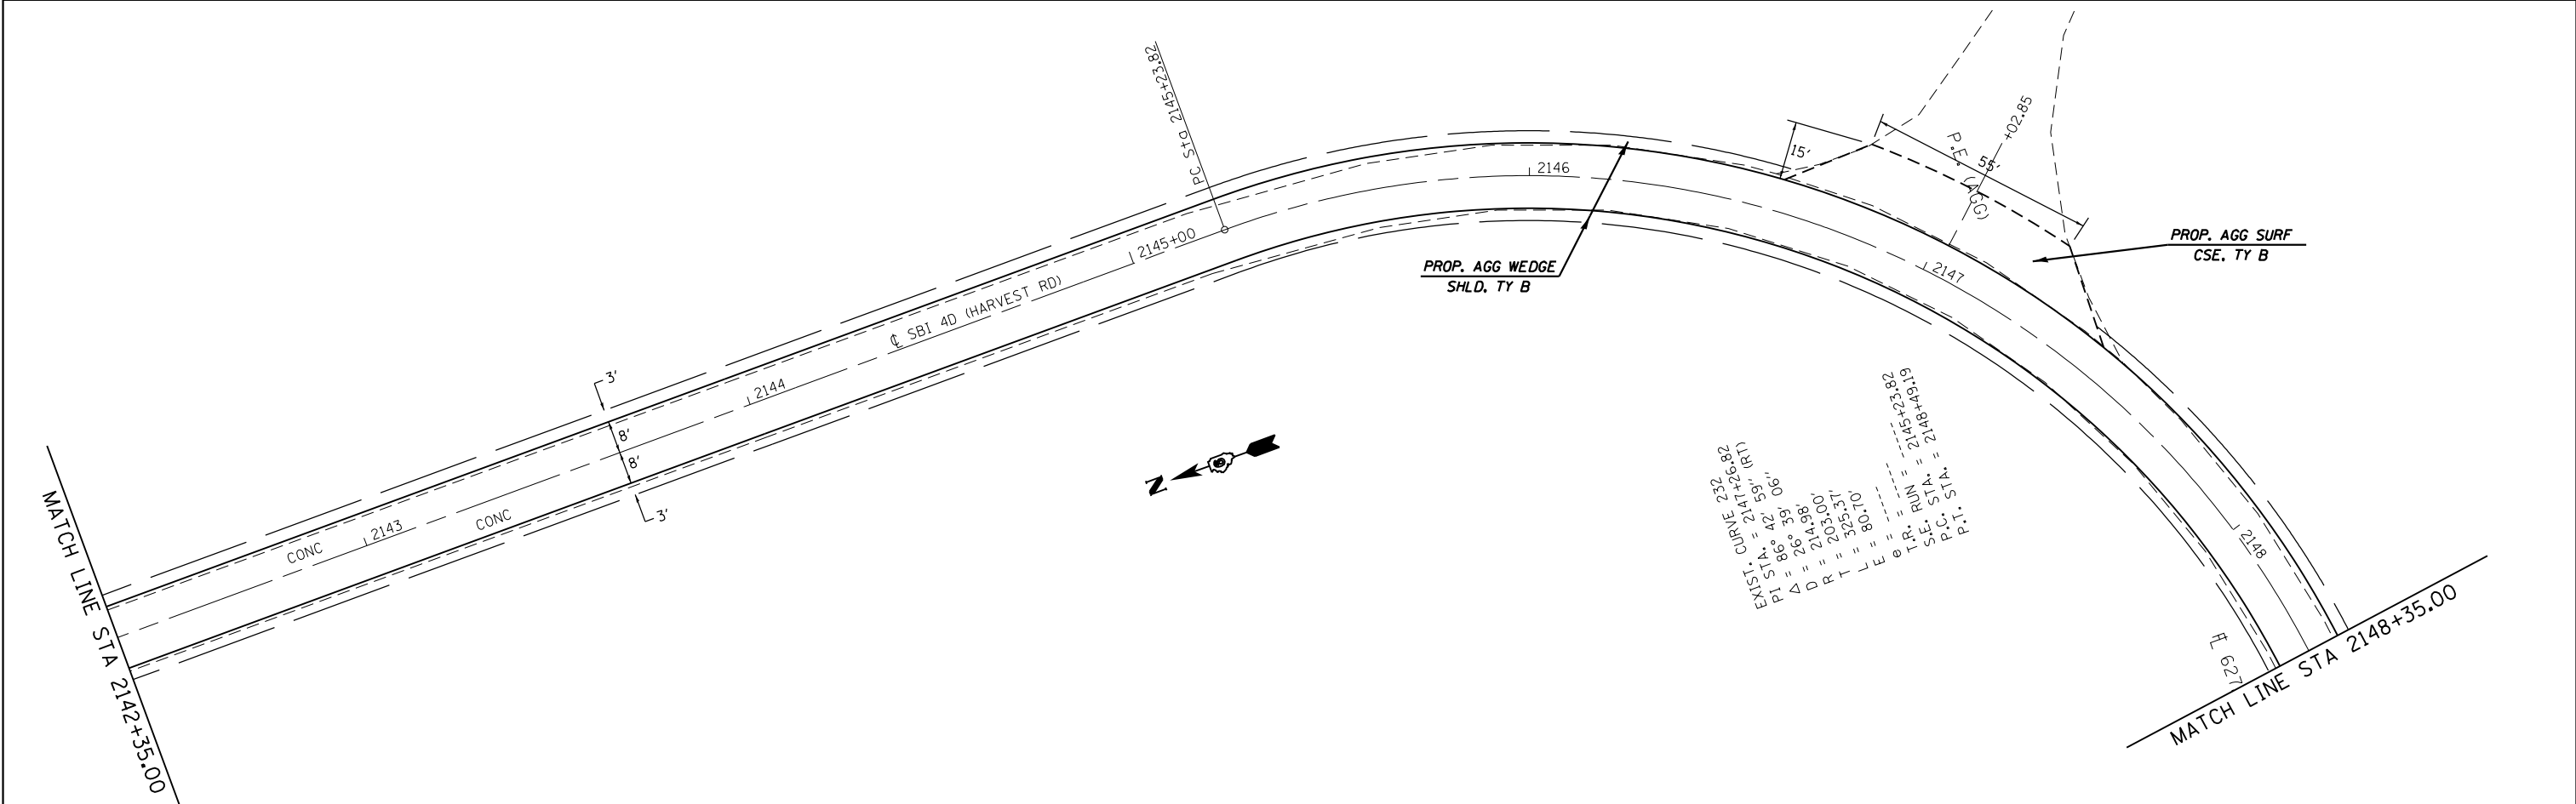 PC Sta 2145+23.82
+02.85
P.E. (AGG)
15'
55'
2146
PROP. AGG SURF
CSE. TY B
2145+00
2147
PROP. AGG WEDGE
SHLD. TY B
℄ SBI 4D (HARVEST RD)
2144
3'
8'
8'
3'
2143
CONC
CONC
N
EXIST. CURVE 232
PI STA. = 2147+26.82
Δ = 86° 42' 59" (RT)
D = 26° 39' 06"
R = 214.98'
T = 203.00'
L = 325.37'
E = 80.70'
e = -----
T.R. = -----
S.E. RUN = -----
P.C. STA. = 2145+23.82
P.T. STA. = 2148+49.19
2148
MATCH LINE STA 2142+35.00
MATCH LINE STA 2148+35.00